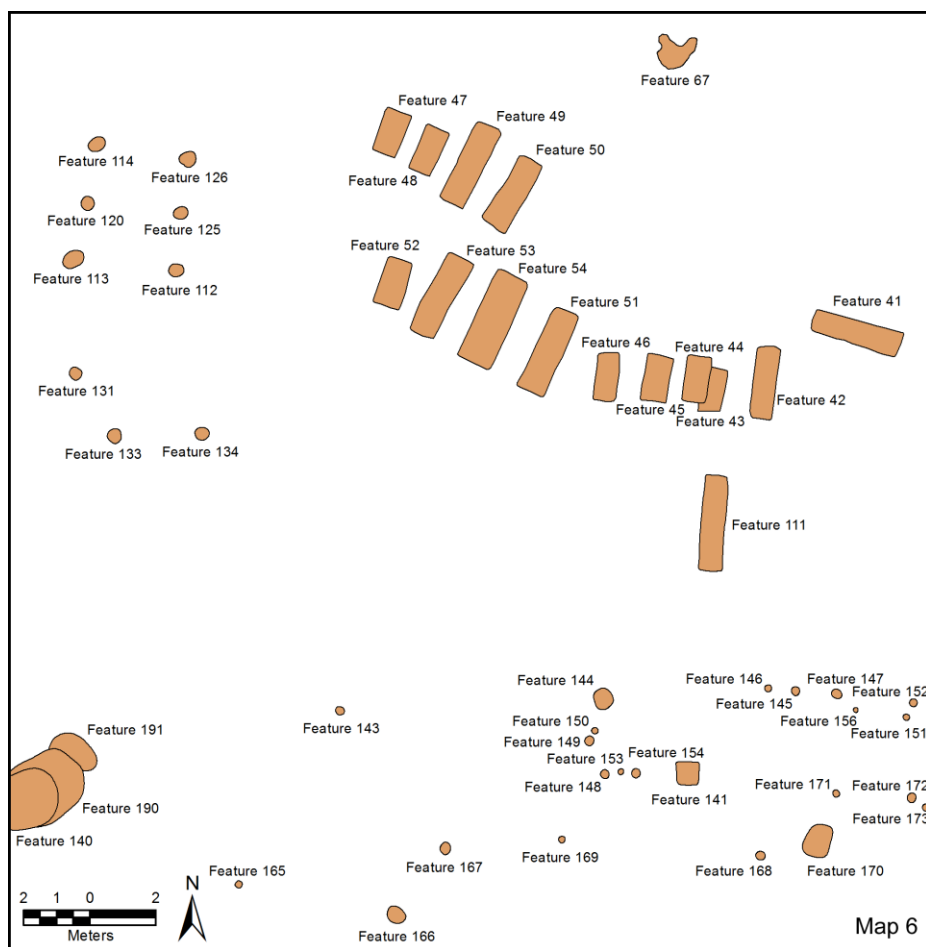 Feature 67
Feature 47
Feature 49
Feature 50
Feature 48
Feature 114
Feature 126
Feature 120
Feature 125
Feature 113
Feature 112
Feature 52
Feature 53
Feature 54
Feature 51
Feature 41
Feature 46
Feature 44
Feature 45
Feature 43
Feature 42
Feature 131
Feature 133
Feature 134
Feature 111
Feature 144
Feature 146
Feature 147
Feature 152
Feature 145
Feature 156
Feature 151
Feature 143
Feature 150
Feature 149
Feature 153
Feature 154
Feature 148
Feature 141
Feature 191
Feature 190
Feature 140
Feature 171
Feature 172
Feature 173
Feature 165
Feature 167
Feature 169
Feature 168
Feature 170
Feature 166
2 1 0 2
Meters
N
Map 6